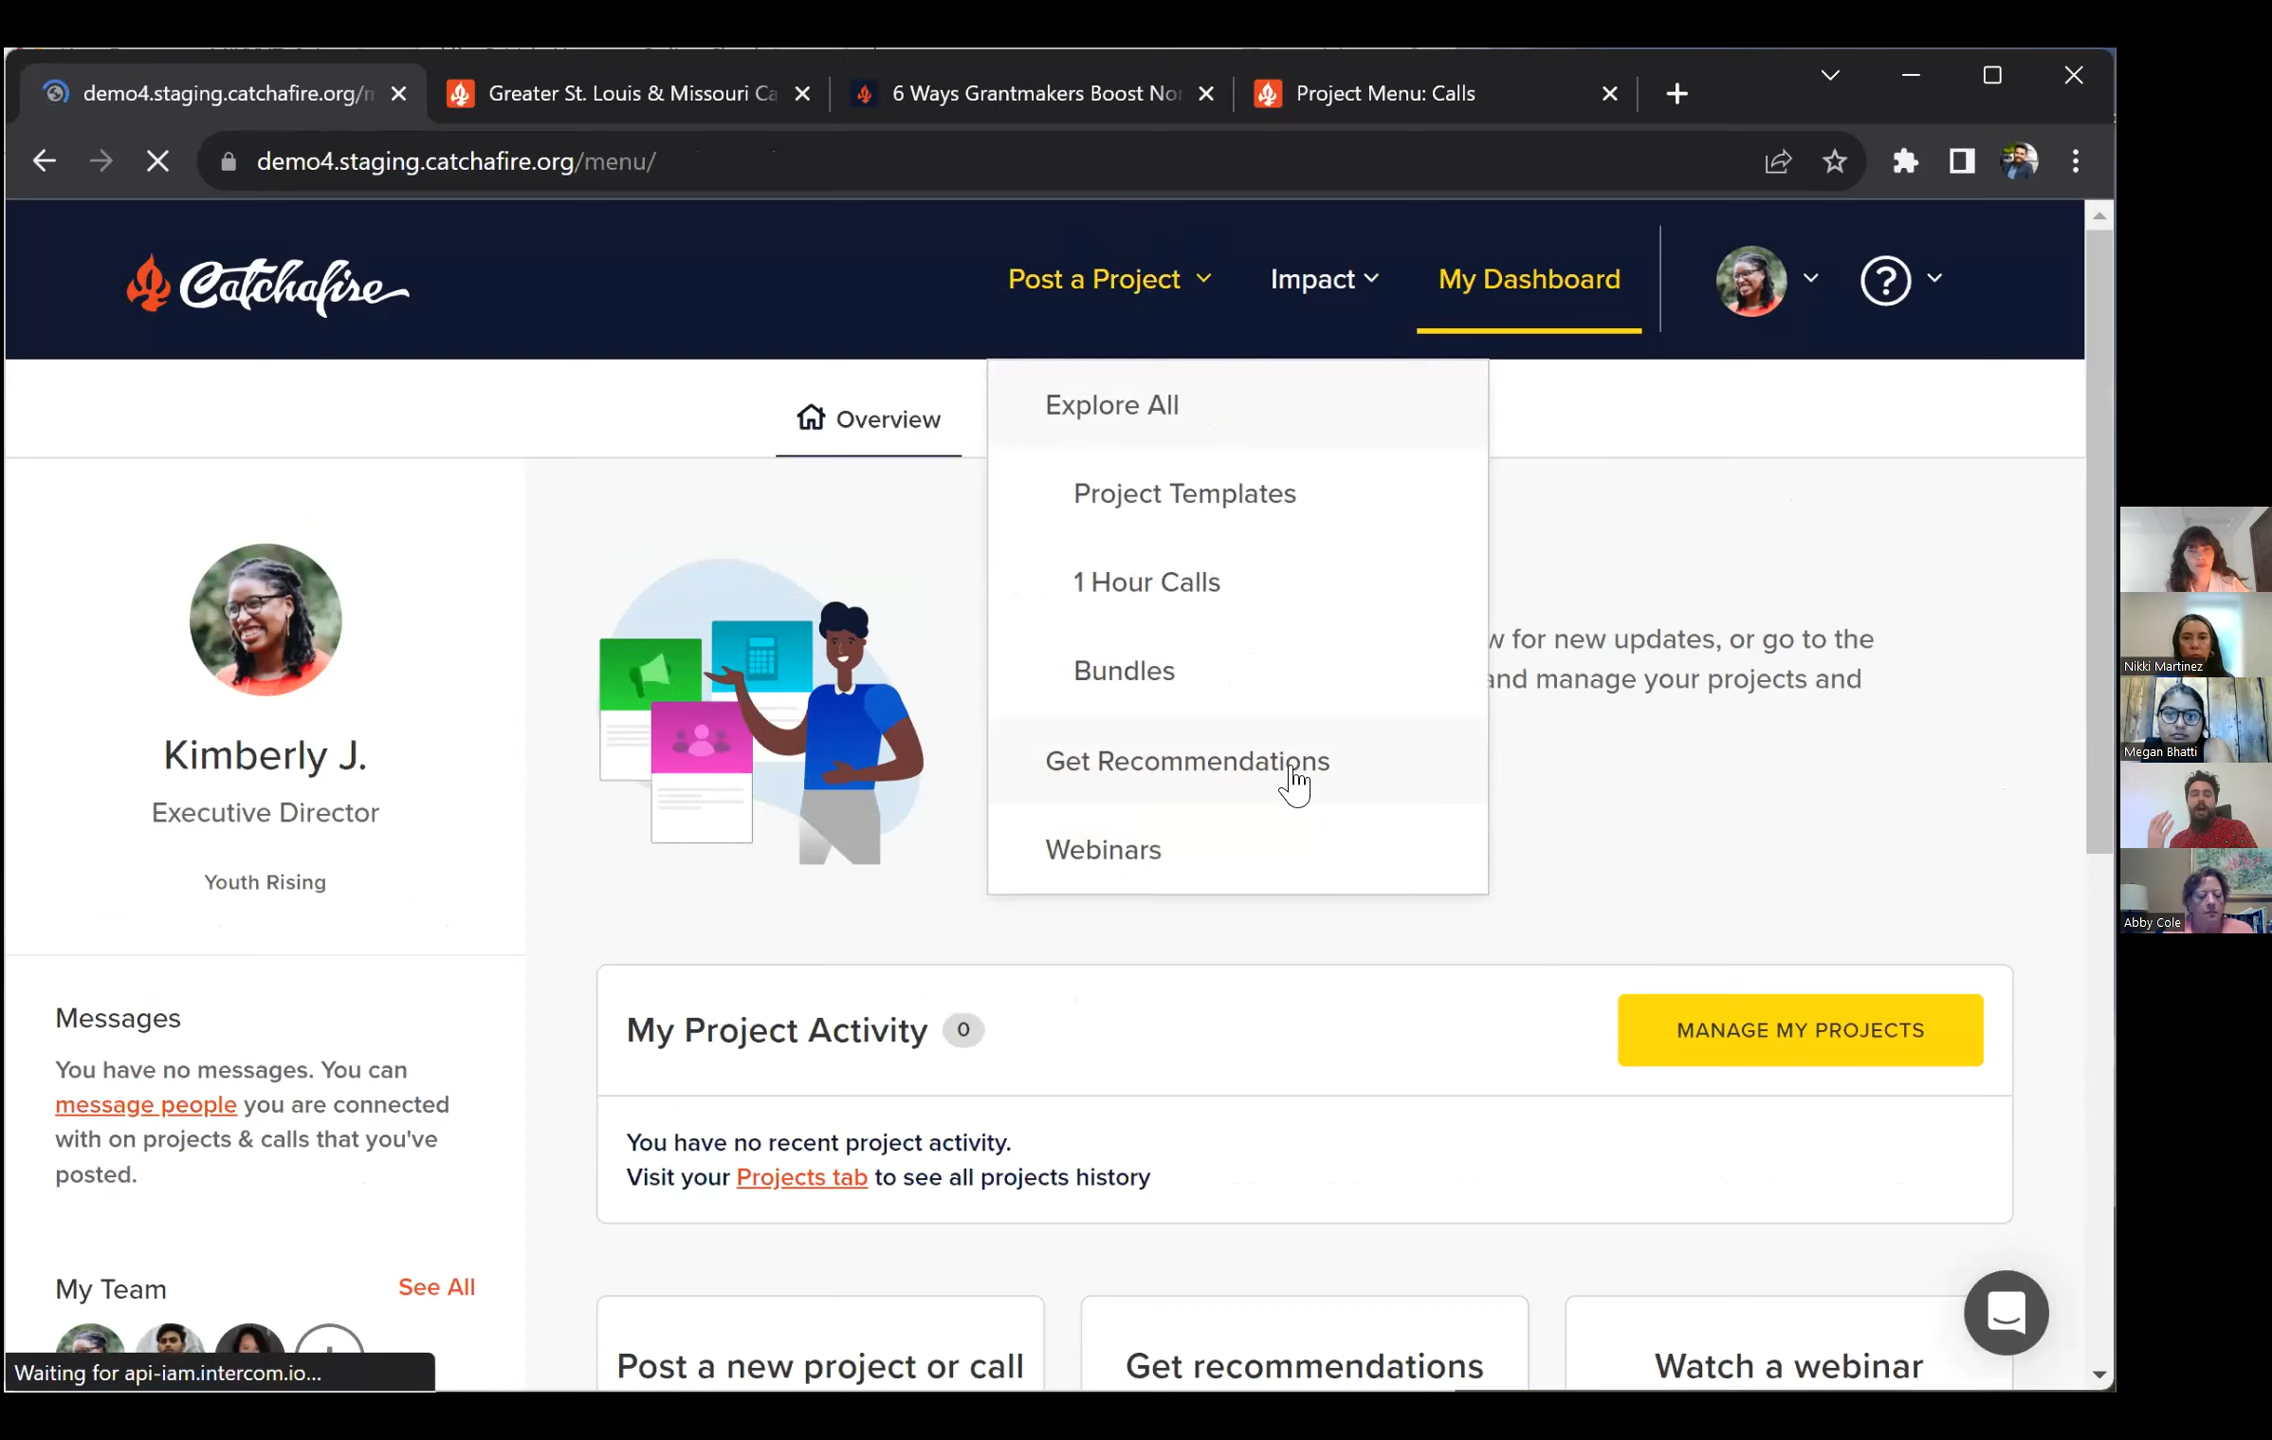 demo4.staging.catchafire.org/
Greater St. Louis & Missouri Ca
6 Ways Grantmakers Boost No
Project Menu: Calls
demo4.staging.catchafire.org/menu/
Catchafire
Post a Project
Impact
My Dashboard
?
Overview
Explore All
Project Templates
1 Hour Calls
Bundles
Get Recommendations
Webinars
w for new updates, or go to the
and manage your projects and
Kimberly J.
Executive Director
Youth Rising
Messages
You have no messages. You can
message people you are connected
with on projects & calls that you've
posted.
My Team
See All
My Project Activity 0
MANAGE MY PROJECTS
You have no recent project activity.
Visit your Projects tab to see all projects history
Post a new project or call
Get recommendations
Watch a webinar
Waiting for api-iam.intercom.io...
Nikki Martinez
Megan Bhatti
Abby Cole